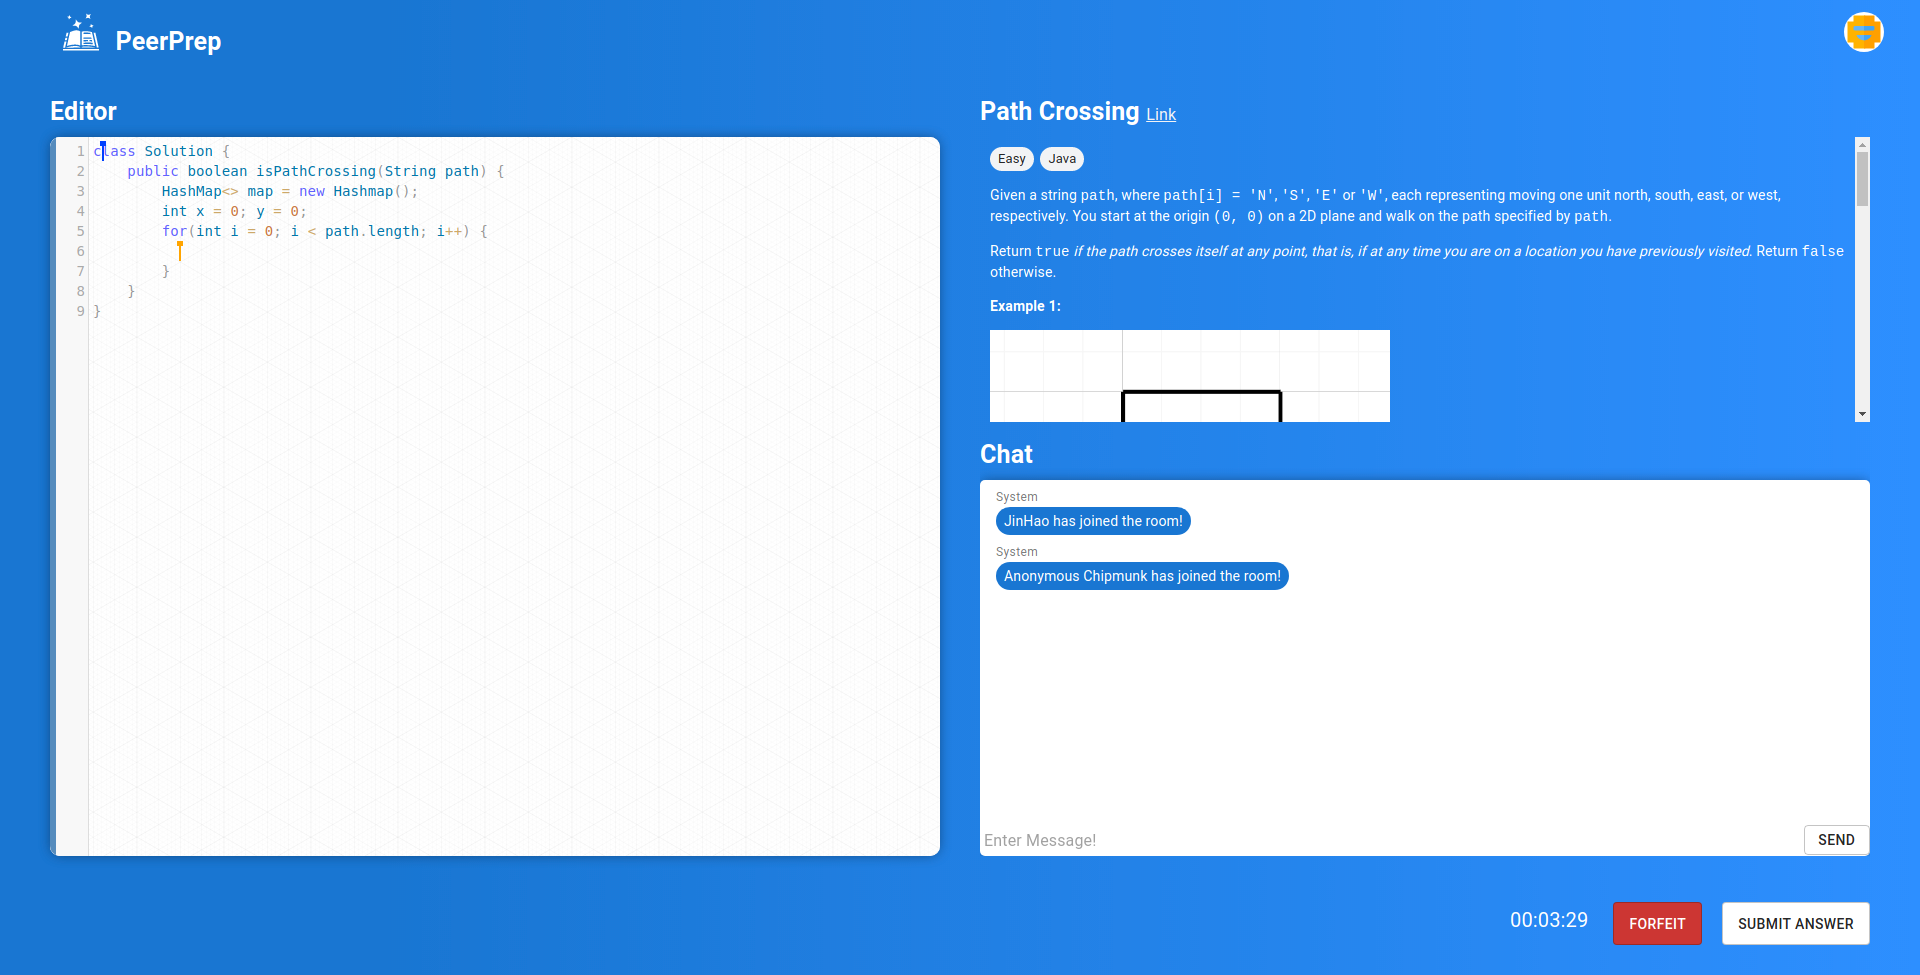 PeerPrep
Editor
1 class Solution {
2     public boolean isPathCrossing(String path) {
3         HashMap<> map = new Hashmap();
4         int x = 0; y = 0;
5         for(int i = 0; i < path.length; i++) {
6
7         }
8     }
9 }
Path Crossing Link
Easy Java
Given a string path, where path[i] = 'N','S','E' or 'W', each representing moving one unit north, south, east, or west,
respectively. You start at the origin (0, 0) on a 2D plane and walk on the path specified by path.
Return true if the path crosses itself at any point, that is, if at any time you are on a location you have previously visited. Return false
otherwise.
Example 1:
Chat
System
JinHao has joined the room!
System
Anonymous Chipmunk has joined the room!
Enter Message!
SEND
00:03:29
FORFEIT
SUBMIT ANSWER